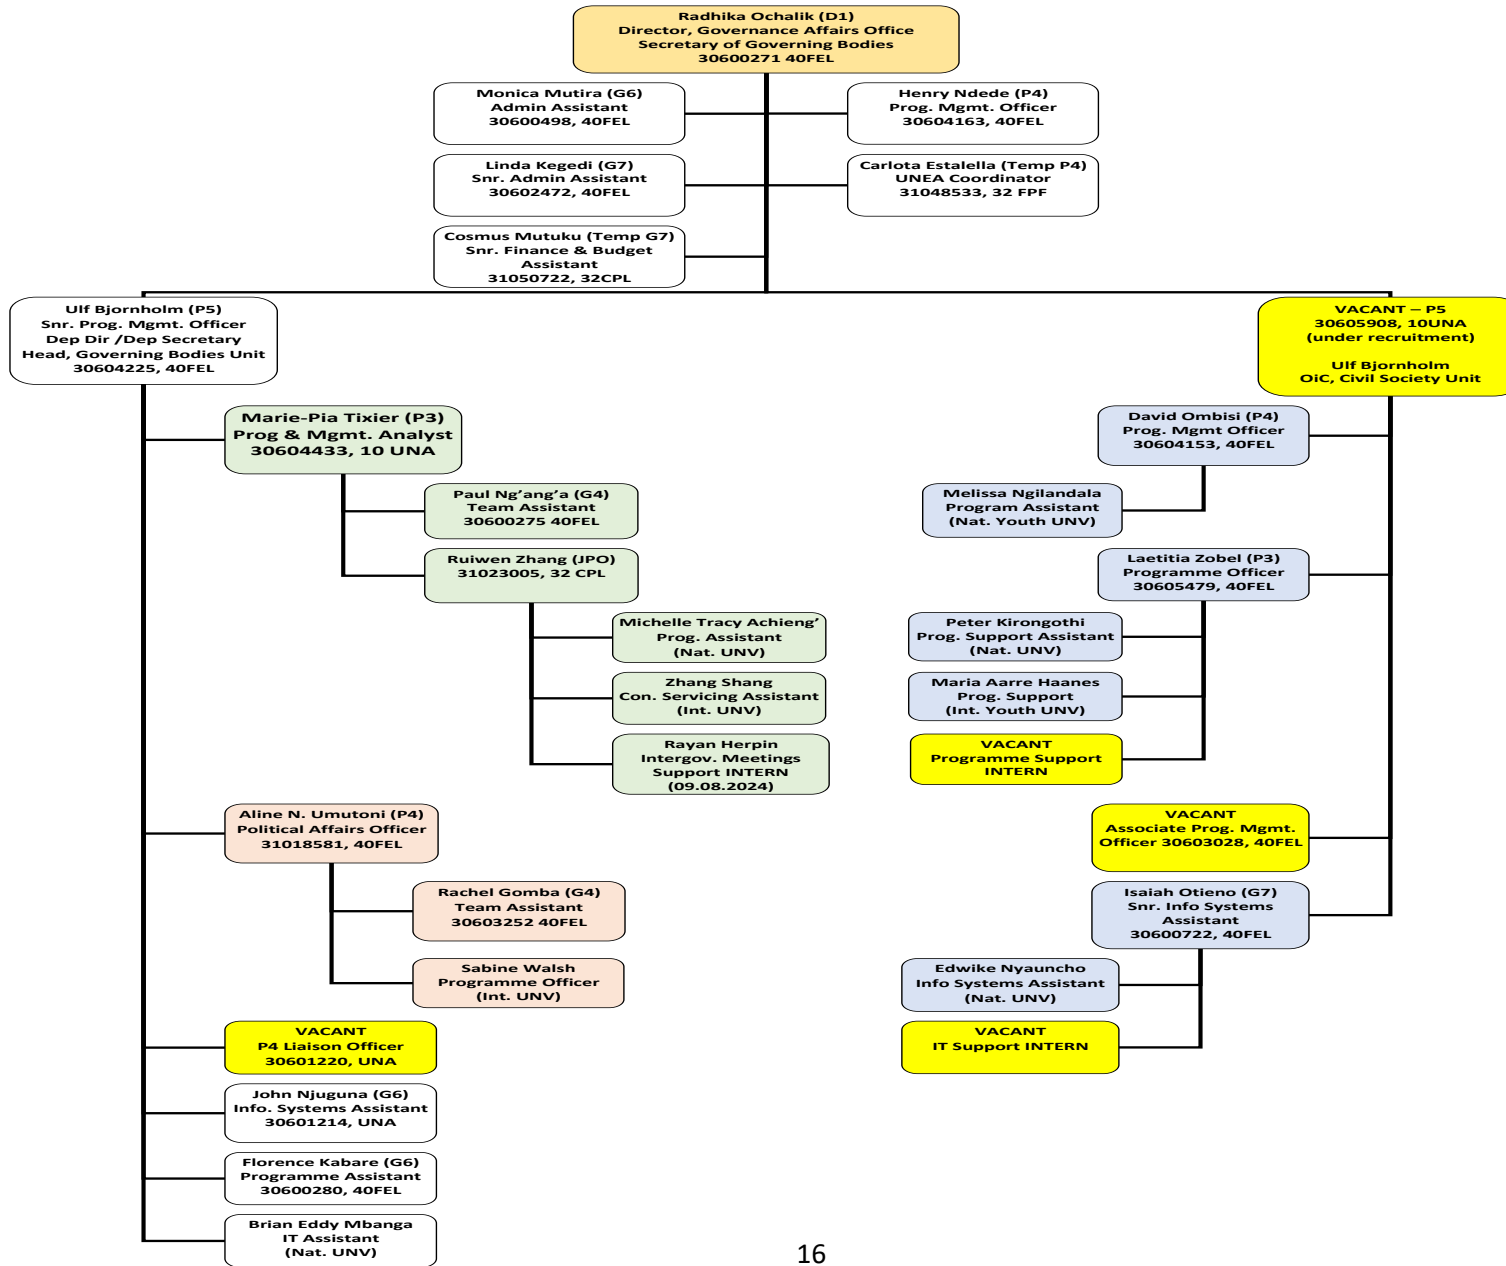 Radhika Ochalik (D1)
Director, Governance Affairs Office
Secretary of Governing Bodies
30600271 40FEL
Monica Mutira (G6)
Admin Assistant
30600498, 40FEL
Henry Ndede (P4)
Prog. Mgmt. Officer
30604163, 40FEL
Linda Kegedi (G7)
Snr. Admin Assistant
30602472, 40FEL
Carlota Estalella (Temp P4)
UNEA Coordinator
31048533, 32 FPF
Cosmus Mutuku (Temp G7)
Snr. Finance & Budget
Assistant
31050722, 32CPL
Ulf Bjornholm (P5)
Snr. Prog. Mgmt. Officer
Dep Dir /Dep Secretary
Head, Governing Bodies Unit
30604225, 40FEL
Marie-Pia Tixier (P3)
Prog & Mgmt. Analyst
30604433, 10 UNA
Paul Ng’ang’a (G4)
Team Assistant
30600275 40FEL
Ruiwen Zhang (JPO)
31023005, 32 CPL
Michelle Tracy Achieng’
Prog. Assistant
(Nat. UNV)
Zhang Shang
Con. Servicing Assistant
(Int. UNV)
Rayan Herpin
Intergov. Meetings
Support INTERN
(09.08.2024)
Aline N. Umutoni (P4)
Political Affairs Officer
31018581, 40FEL
Rachel Gomba (G4)
Team Assistant
30603252 40FEL
Sabine Walsh
Programme Officer
(Int. UNV)
VACANT
P4 Liaison Officer
30601220, UNA
John Njuguna (G6)
Info. Systems Assistant
30601214, UNA
Florence Kabare (G6)
Programme Assistant
30600280, 40FEL
Brian Eddy Mbanga
IT Assistant
(Nat. UNV)
VACANT – P5
30605908, 10UNA
(under recruitment)
Ulf Bjornholm
OiC, Civil Society Unit
David Ombisi (P4)
Prog. Mgmt Officer
30604153, 40FEL
Melissa Ngilandala
Program Assistant
(Nat. Youth UNV)
Laetitia Zobel (P3)
Programme Officer
30605479, 40FEL
Peter Kirongothi
Prog. Support Assistant
(Nat. UNV)
Maria Aarre Haanes
Prog. Support
(Int. Youth UNV)
VACANT
Programme Support
INTERN
VACANT
Associate Prog. Mgmt.
Officer 30603028, 40FEL
Isaiah Otieno (G7)
Snr. Info Systems
Assistant
30600722, 40FEL
Edwike Nyauncho
Info Systems Assistant
(Nat. UNV)
VACANT
IT Support INTERN
16